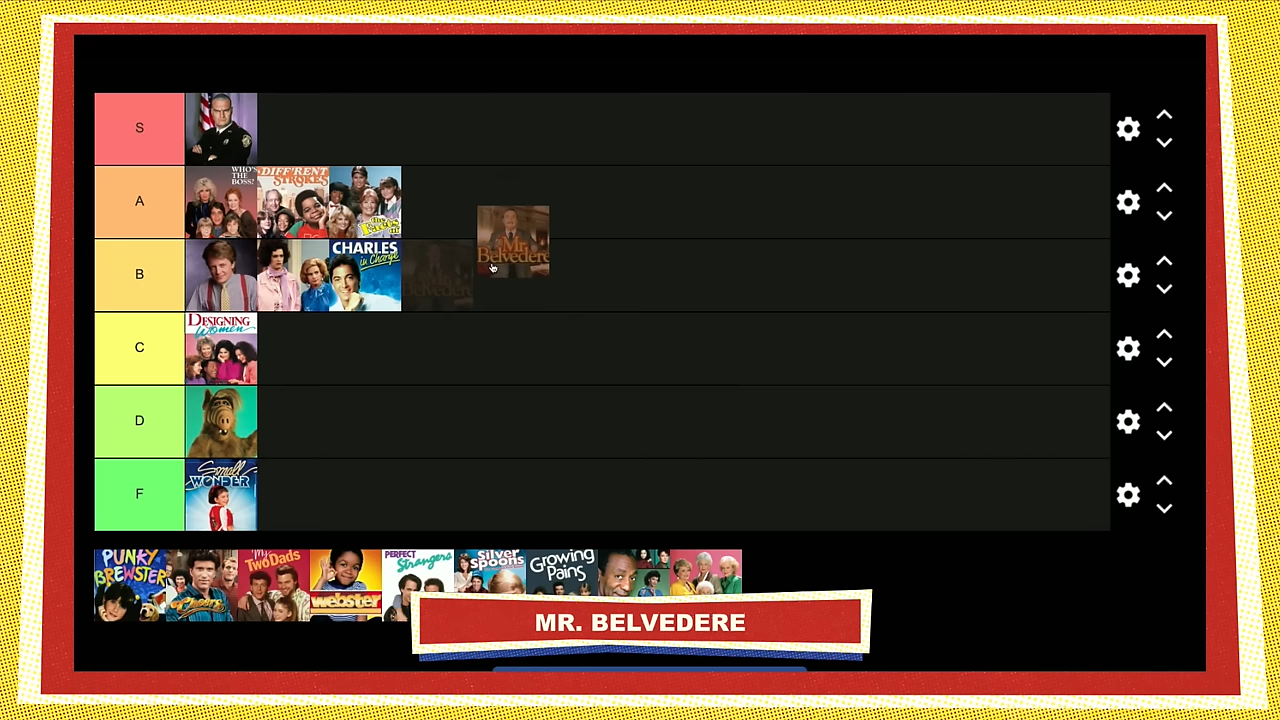 S
A
WHO'S
THE
BOSS?
DIFF'RENT
STROKES
the
Facts
of
B
CHARLES
in Charge
Mr.
Belvedere
C
DESIGNING
Women
D
F
Small
WONDER
PUNKY
BREWSTER
Cheers
My
TWO Dads
webster
PERFECT
Strangers
Silver
Spoons
Growing
Pains
MR. BELVEDERE